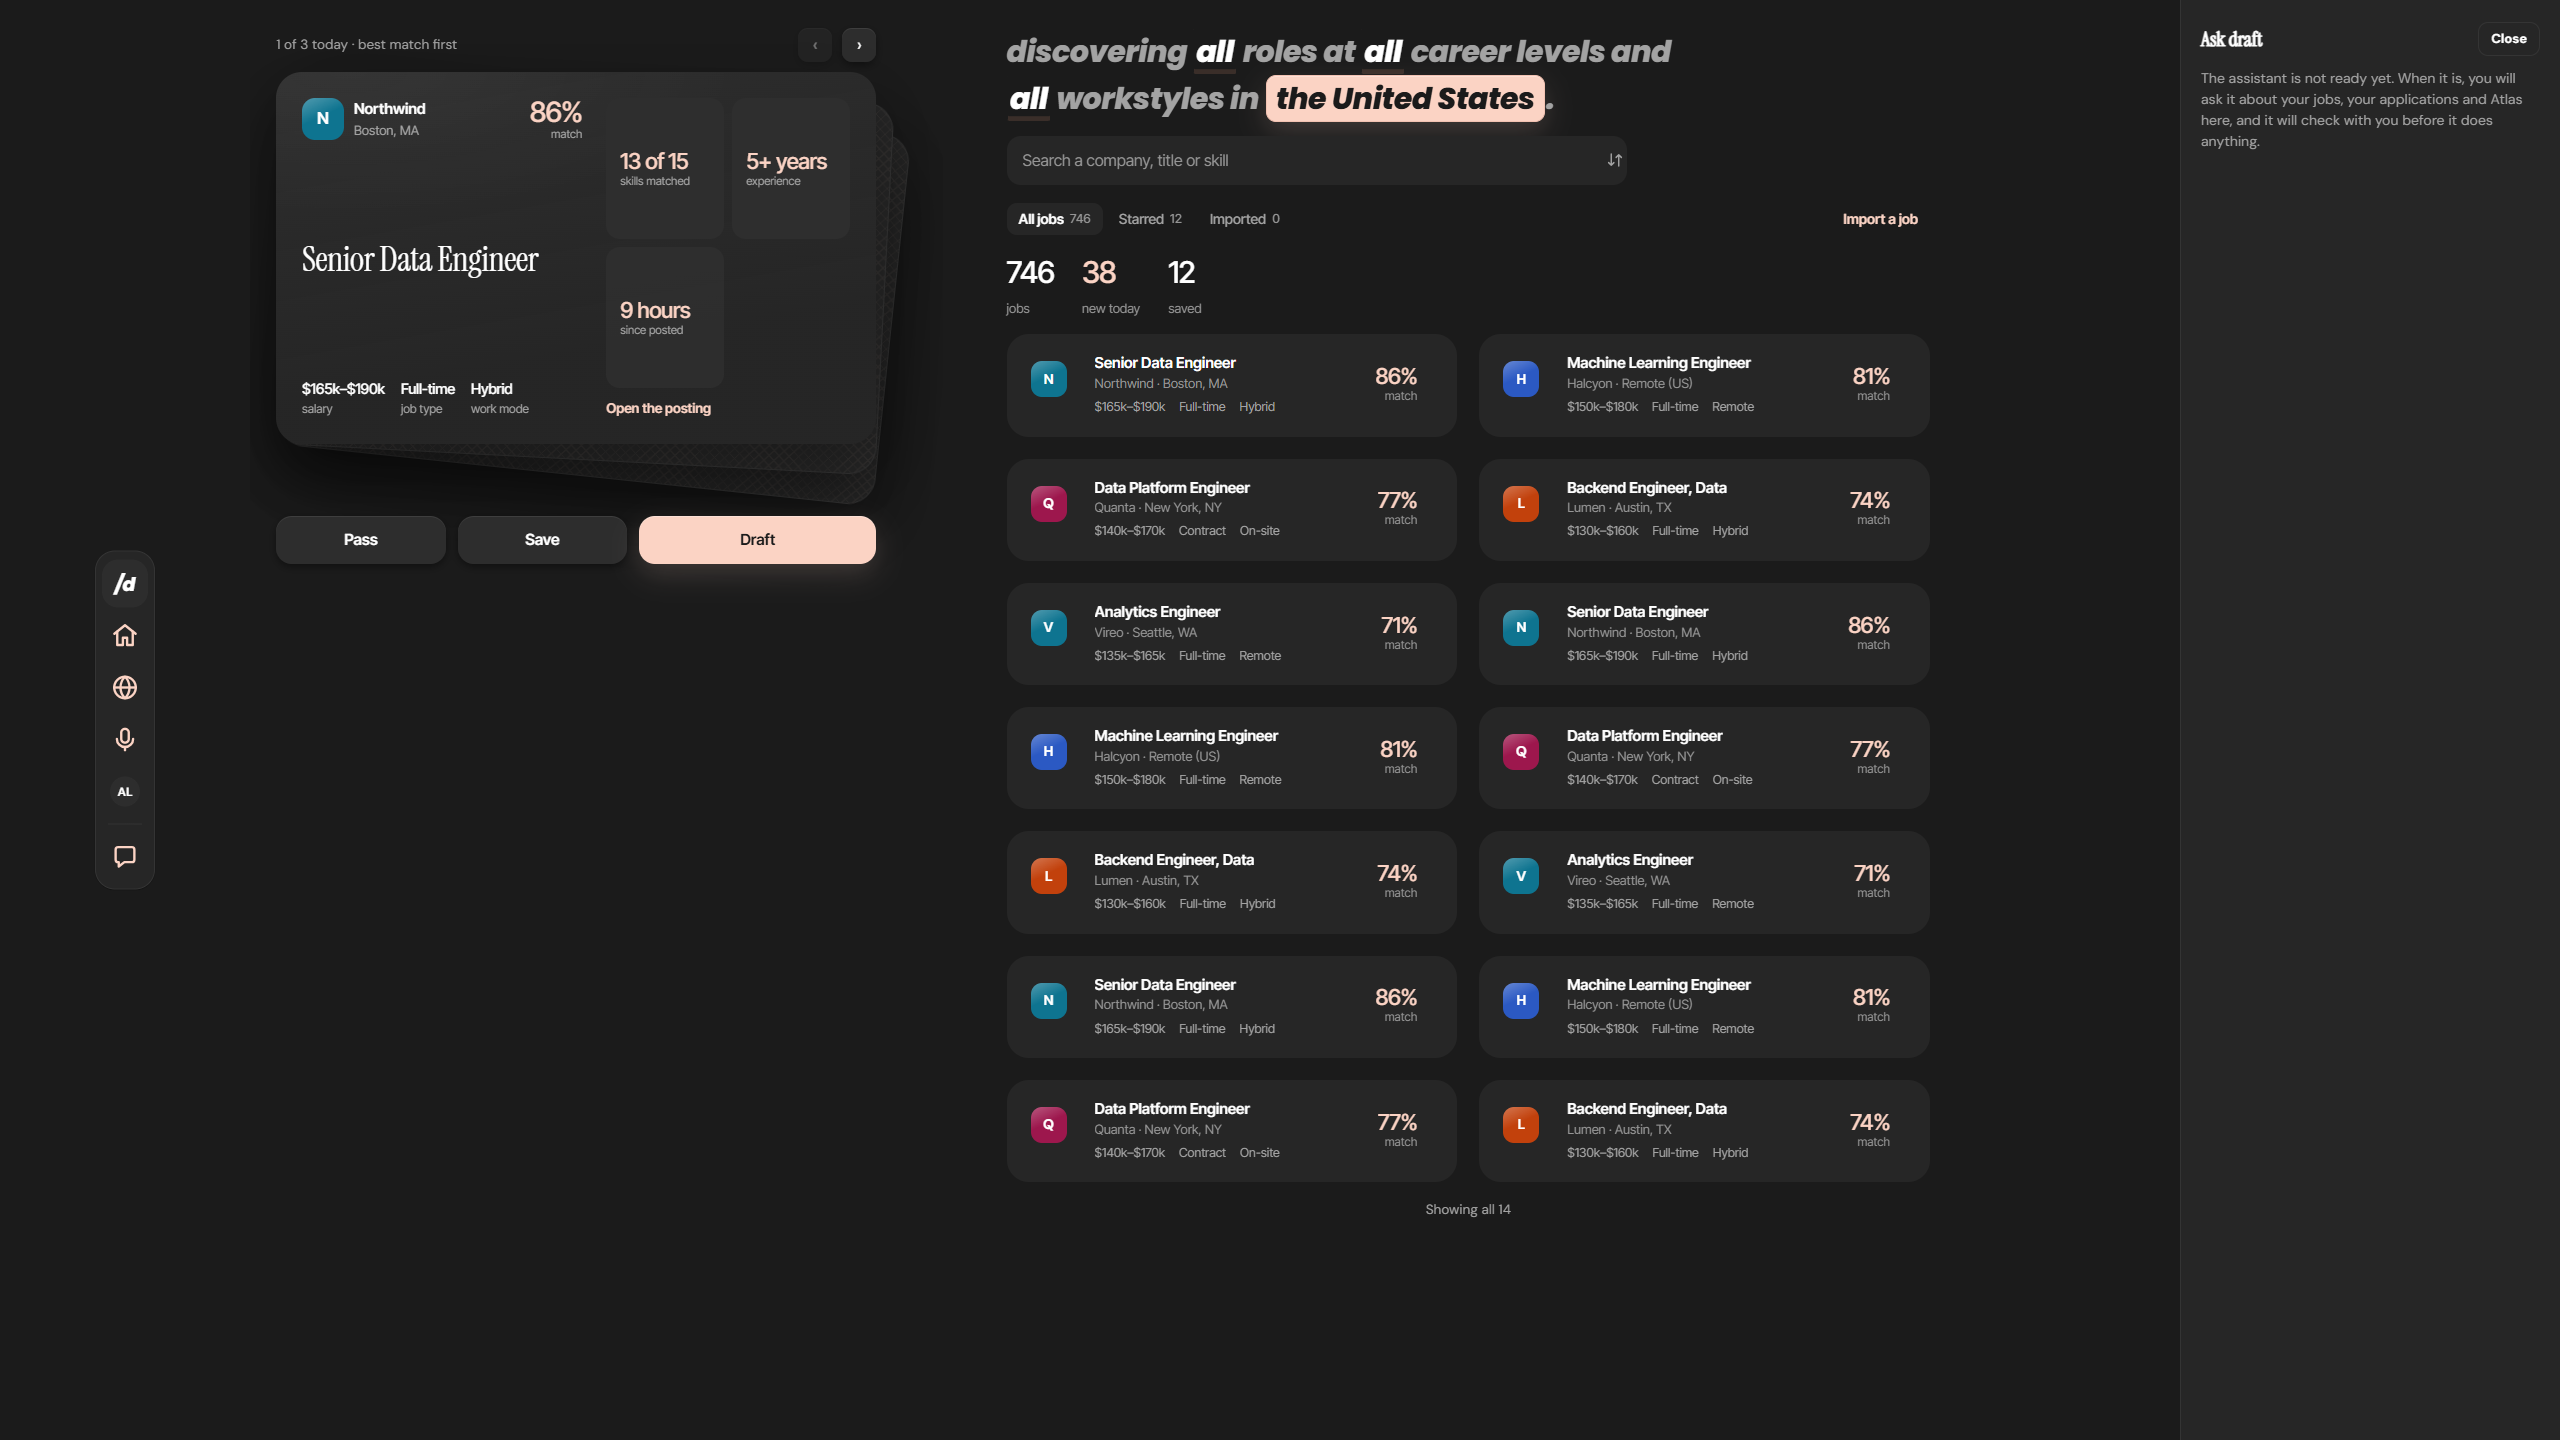 1 of 3 today · best match first
‹ ›
N
Northwind
Boston, MA
86%
match
13 of 15
skills matched
5+ years
experience
Senior Data Engineer
9 hours
since posted
$165k–$190k Full-time Hybrid
salary job type work mode
Open the posting
Pass Save Draft
/d
AL
discovering all roles at all career levels and
all workstyles in the United States .
Search a company, title or skill
All jobs 746 Starred 12 Imported 0
Import a job
746 38 12
jobs new today saved
N
Senior Data Engineer
Northwind · Boston, MA
$165k–$190k Full-time Hybrid
86%
match
H
Machine Learning Engineer
Halcyon · Remote (US)
$150k–$180k Full-time Remote
81%
match
Q
Data Platform Engineer
Quanta · New York, NY
$140k–$170k Contract On-site
77%
match
L
Backend Engineer, Data
Lumen · Austin, TX
$130k–$160k Full-time Hybrid
74%
match
V
Analytics Engineer
Vireo · Seattle, WA
$135k–$165k Full-time Remote
71%
match
N
Senior Data Engineer
Northwind · Boston, MA
$165k–$190k Full-time Hybrid
86%
match
H
Machine Learning Engineer
Halcyon · Remote (US)
$150k–$180k Full-time Remote
81%
match
Q
Data Platform Engineer
Quanta · New York, NY
$140k–$170k Contract On-site
77%
match
L
Backend Engineer, Data
Lumen · Austin, TX
$130k–$160k Full-time Hybrid
74%
match
V
Analytics Engineer
Vireo · Seattle, WA
$135k–$165k Full-time Remote
71%
match
N
Senior Data Engineer
Northwind · Boston, MA
$165k–$190k Full-time Hybrid
86%
match
H
Machine Learning Engineer
Halcyon · Remote (US)
$150k–$180k Full-time Remote
81%
match
Q
Data Platform Engineer
Quanta · New York, NY
$140k–$170k Contract On-site
77%
match
L
Backend Engineer, Data
Lumen · Austin, TX
$130k–$160k Full-time Hybrid
74%
match
Showing all 14
Ask draft
Close
The assistant is not ready yet. When it is, you will
ask it about your jobs, your applications and Atlas
here, and it will check with you before it does
anything.